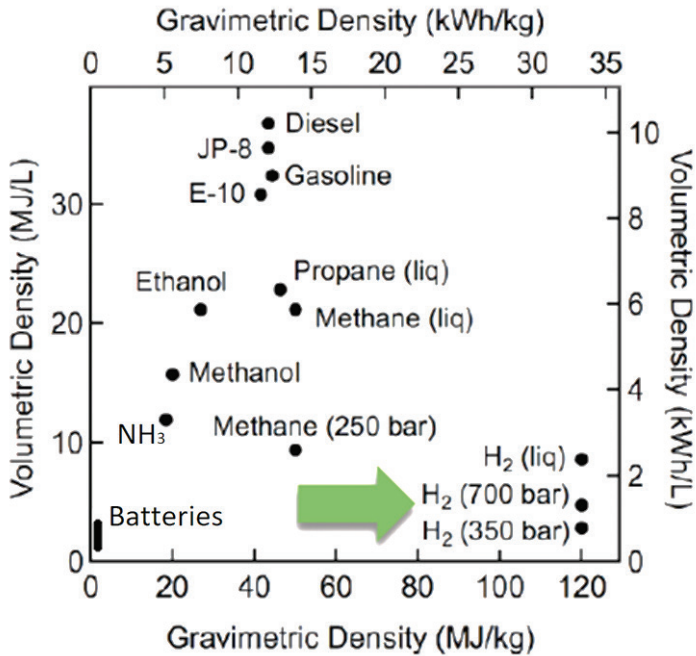 Gravimetric Density (kWh/kg)
0 5 10 15 20 25 30 35
Volumetric Density (MJ/L)
30
20
10
0
Diesel
JP-8
Gasoline
E-10
Propane (liq)
Ethanol
Methane (liq)
Methanol
NH₃
Methane (250 bar)
H₂ (liq)
H₂ (700 bar)
H₂ (350 bar)
Batteries
10
8
6
4
2
0
Volumetric Density (kWh/L)
0 20 40 60 80 100 120
Gravimetric Density (MJ/kg)